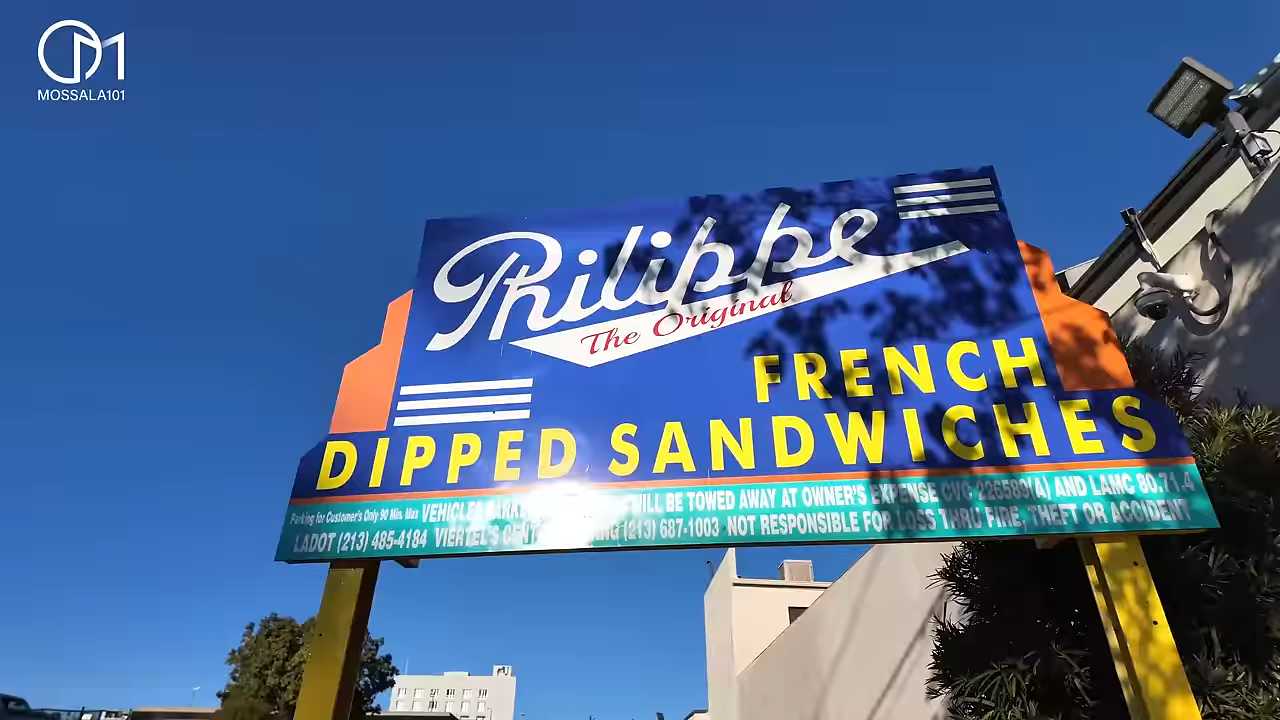 MOSSALA101
Philippe
The Original
FRENCH
DIPPED SANDWICHES
Parking for Customer's Only 90 Min. Max VEHICLES WILL BE TOWED AWAY AT OWNER'S EXPENSE CVC AND LAMC 80.71.4
LADOT (213) 485-4184 VIERTEL'S (213) 687-1003 NOT RESPONSIBLE FOR LOSS THRU FIRE, THEFT OR ACCIDENT